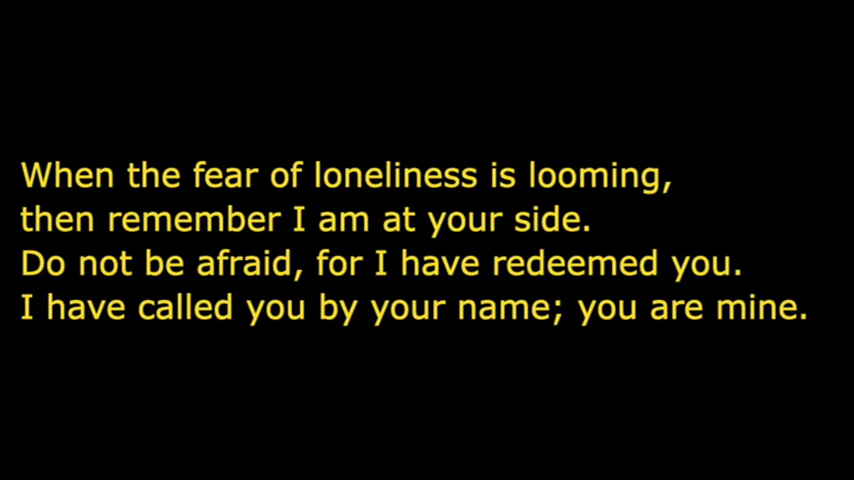 When the fear of loneliness is looming,
then remember I am at your side.
Do not be afraid, for I have redeemed you.
I have called you by your name; you are mine.